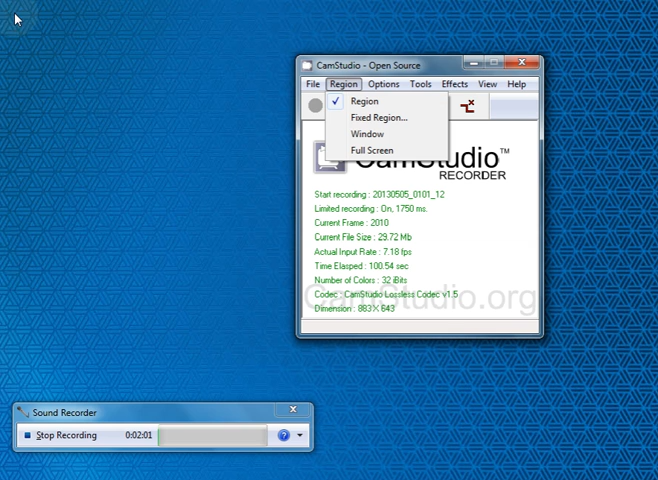 CamStudio - Open Source
File Region Options Tools Effects View Help
Region
Fixed Region...
Window
Full Screen
CamStudio™
RECORDER
Start recording : 20130505_0101_12
Limited recording : On, 1750 ms.
Current Frame : 2010
Current File Size : 29.72 Mb
Actual Input Rate : 7.18 fps
Time Elasped : 100.54 sec
Number of Colors : 32 iBits
Codec : CamStudio Lossless Codec v1.5
CamStudio.org
Dimension : 883 X 643
Sound Recorder
Stop Recording 0:02:01